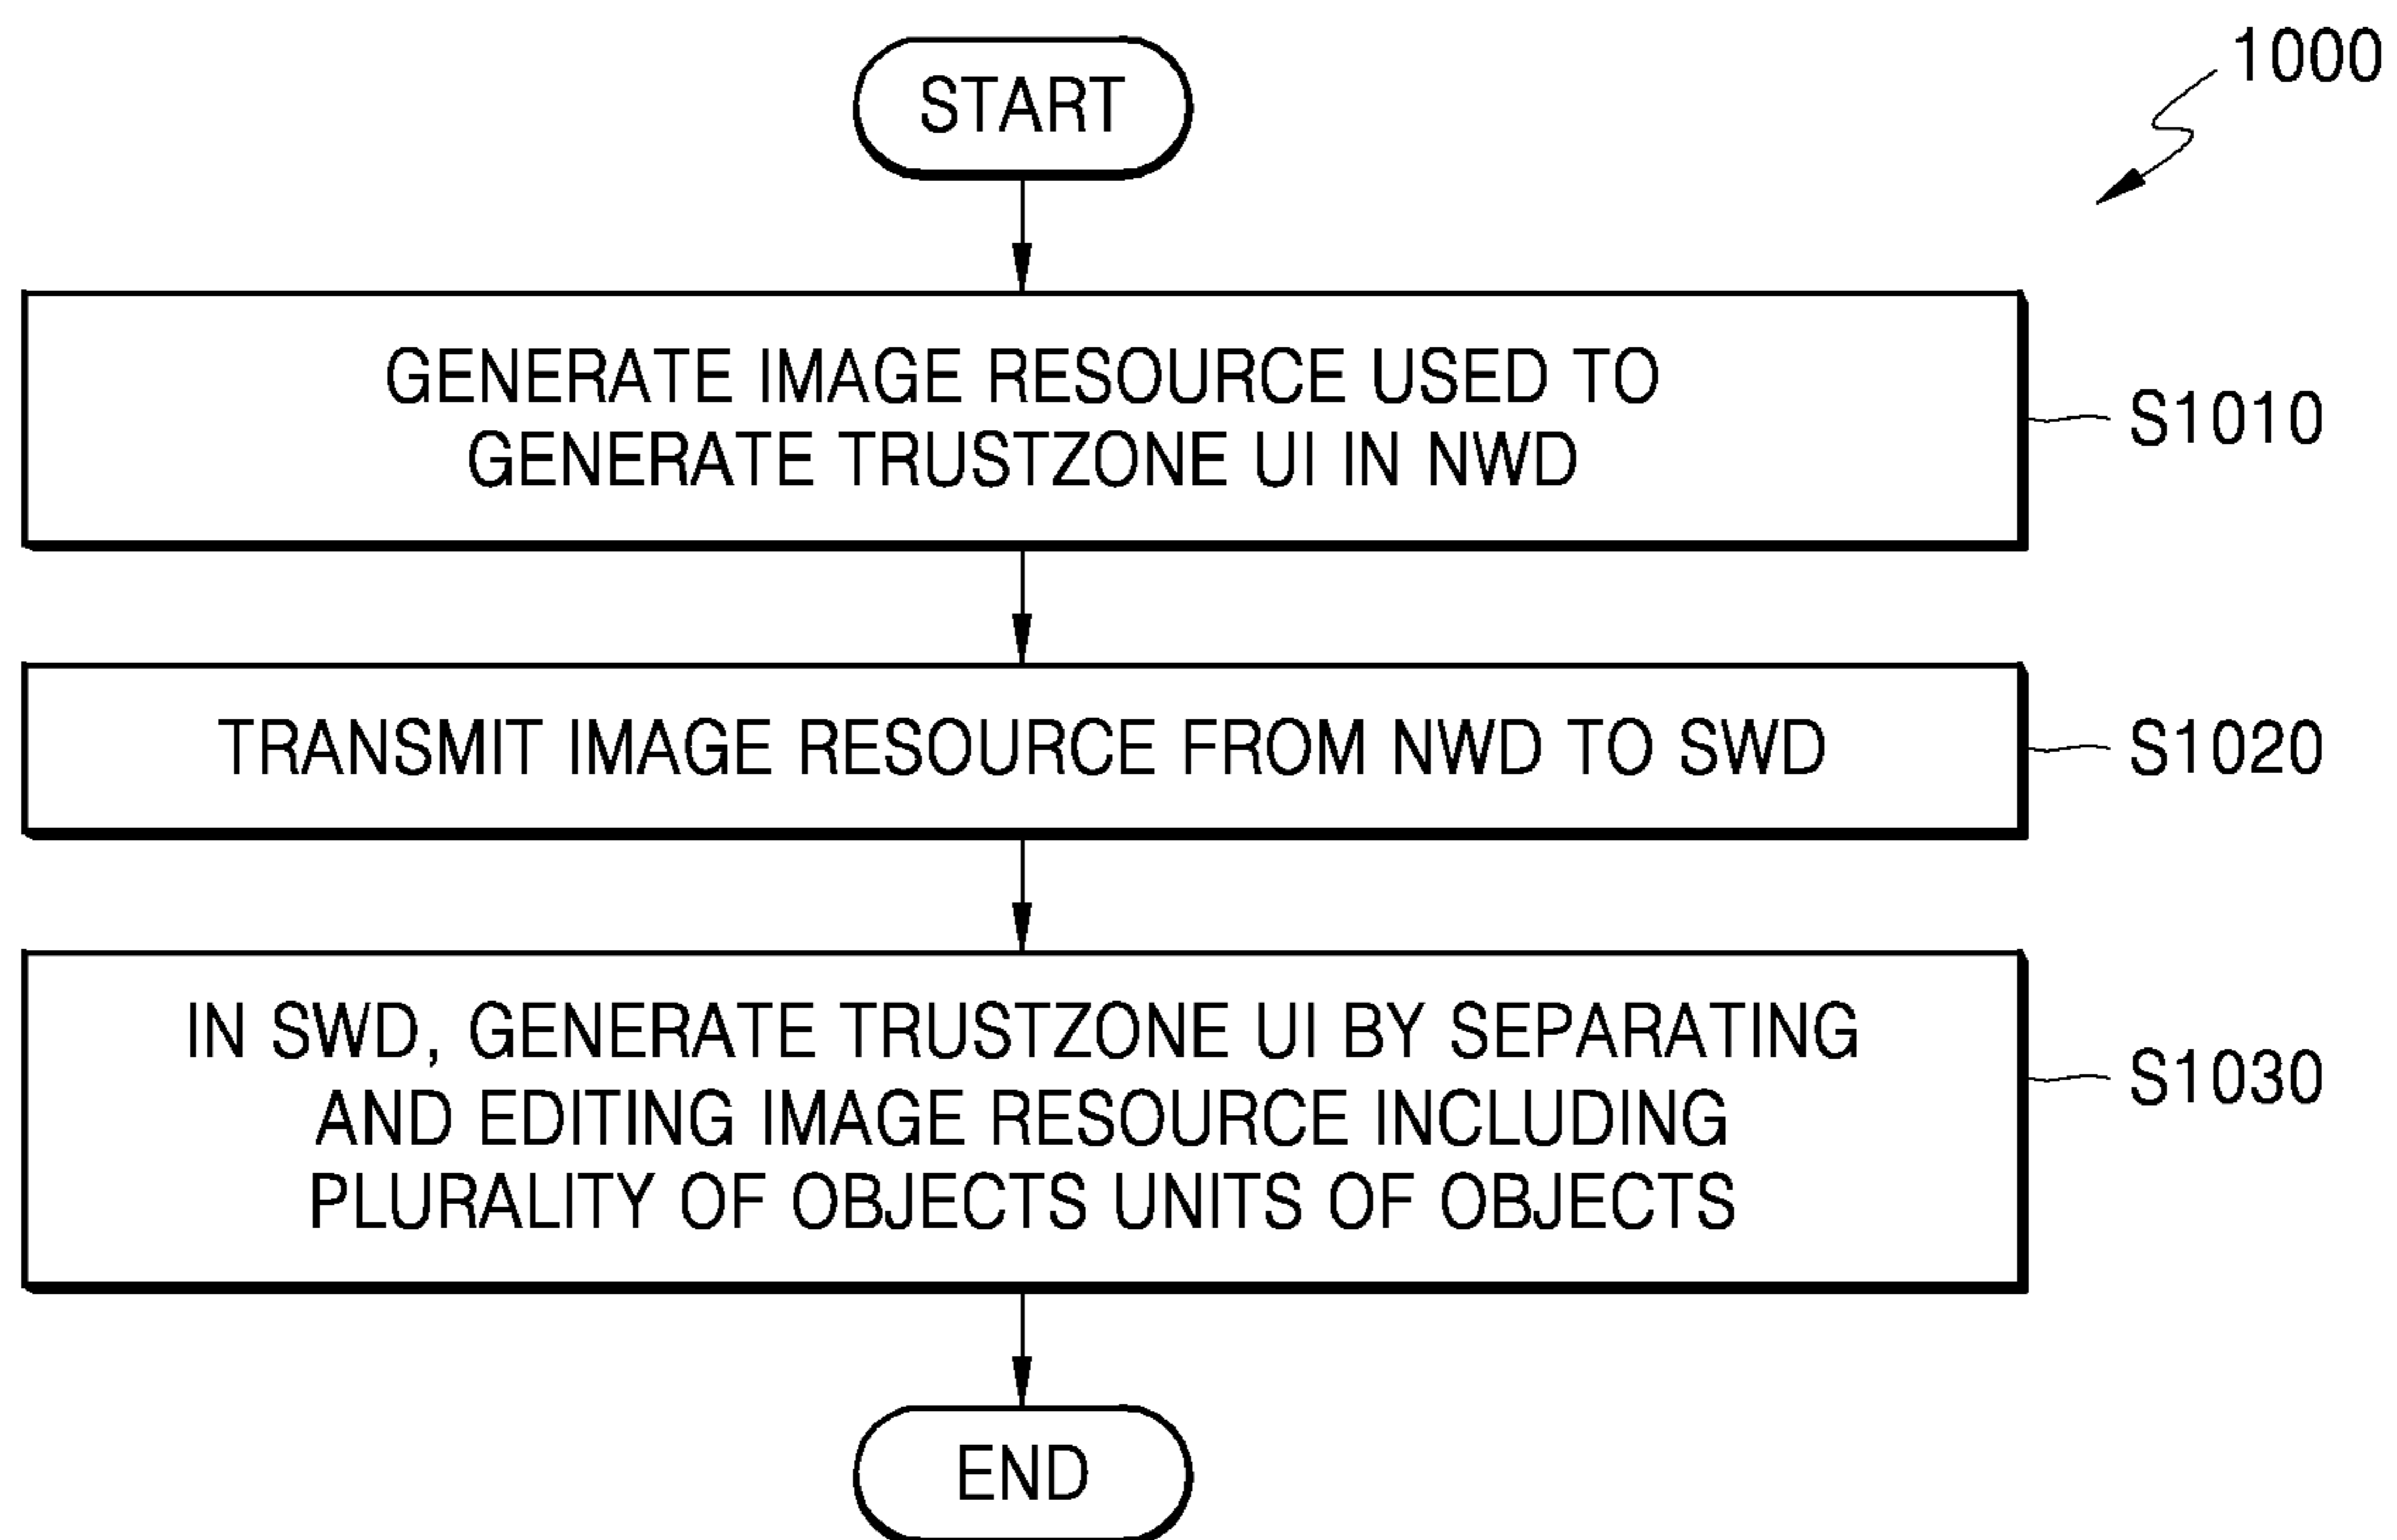 1000
START
GENERATE IMAGE RESOURCE USED TO
GENERATE TRUSTZONE UI IN NWD
S1010
TRANSMIT IMAGE RESOURCE FROM NWD TO SWD
S1020
IN SWD, GENERATE TRUSTZONE UI BY SEPARATING
AND EDITING IMAGE RESOURCE INCLUDING
PLURALITY OF OBJECTS UNITS OF OBJECTS
S1030
END